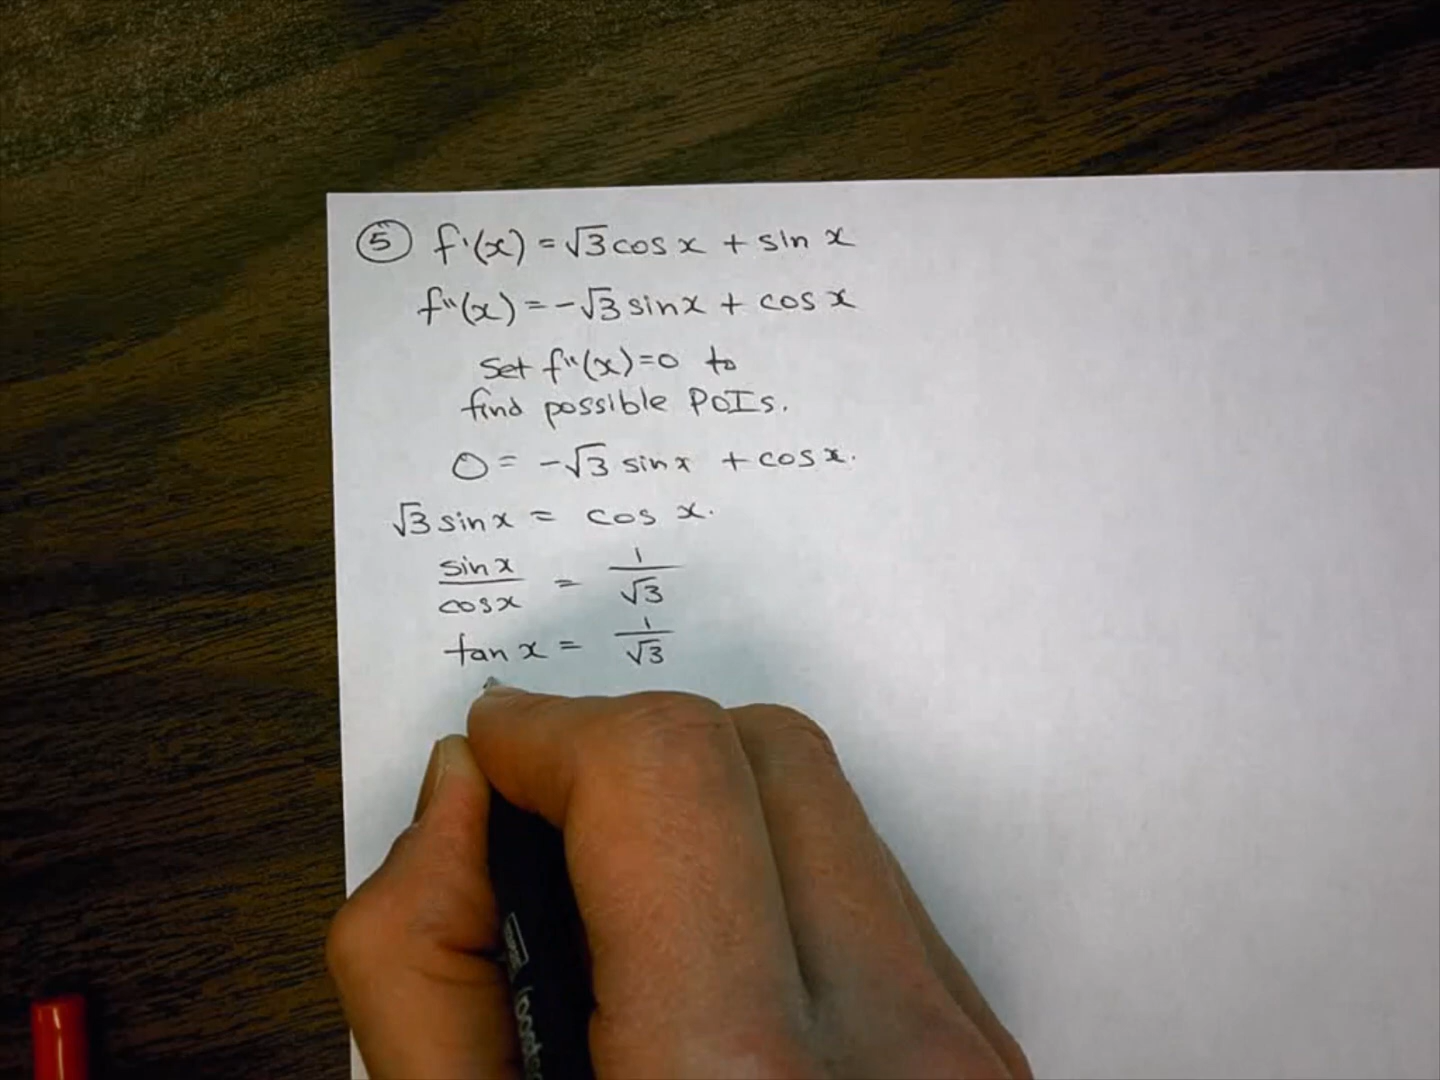 ⑤ f'(x) = √3 cos x + sin x
f''(x) = -√3 sin x + cos x
Set f''(x) = 0 to
find possible POIs.
0 = -√3 sin x + cos x.
√3 sin x = cos x.
sin x / cos x = 1 / √3
tan x = 1 / √3